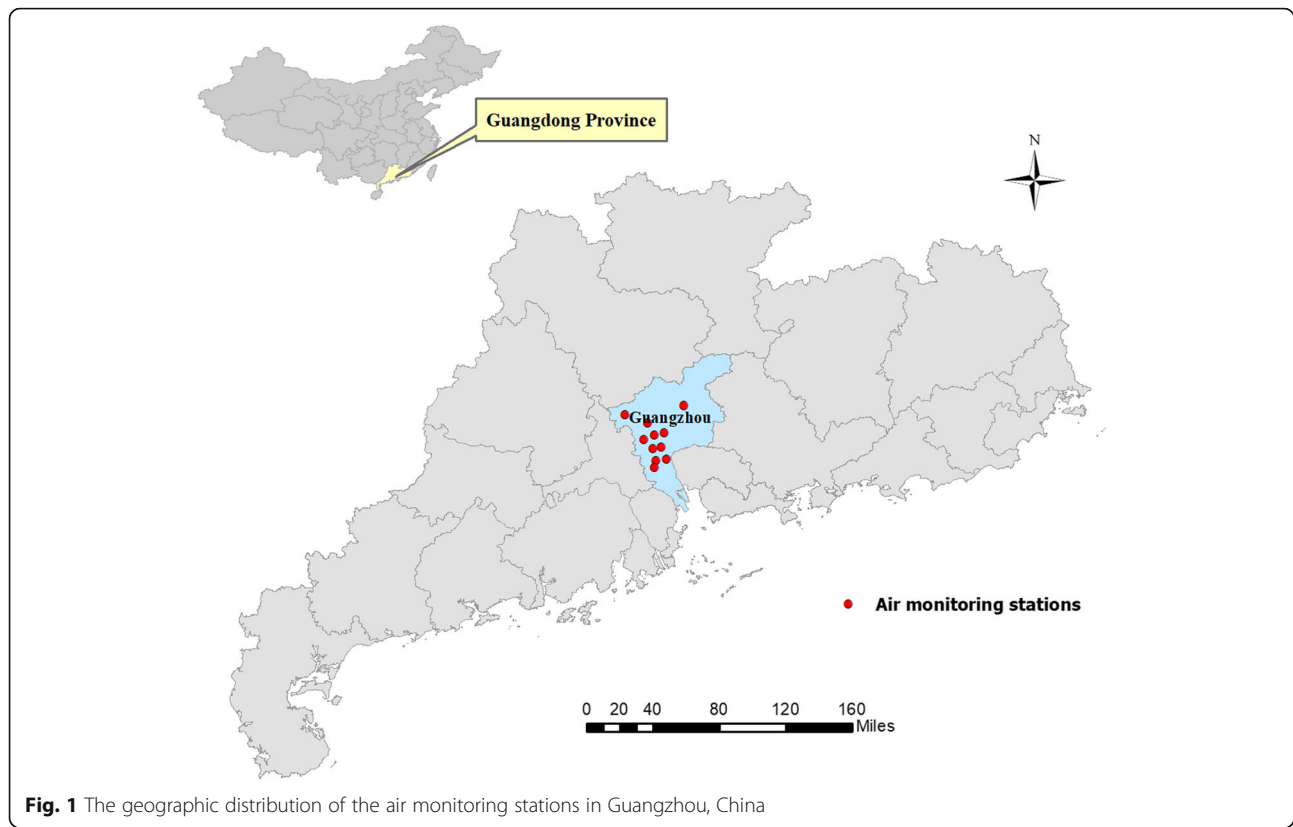 Guangdong Province
N
Guangzhou
Air monitoring stations
0 20 40 80 120 160
Miles
Fig. 1 The geographic distribution of the air monitoring stations in Guangzhou, China